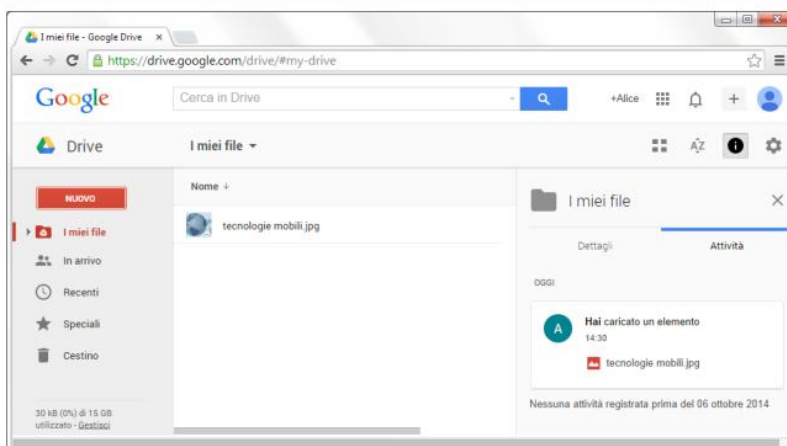 I miei file - Google Drive
https://drive.google.com/drive/#my-drive
Google
Cerca in Drive
+Alice
Drive
I miei file
AZ
NUOVO
I miei file
In arrivo
Recenti
Speciali
Cestino
30 kB (0%) di 15 GB
utilizzato - Gestisci
Nome
tecnologie mobili.jpg
I miei file
Dettagli
Attività
OGGI
A
Hai caricato un elemento
14:30
tecnologie mobili.jpg
Nessuna attività registrata prima del 06 ottobre 2014